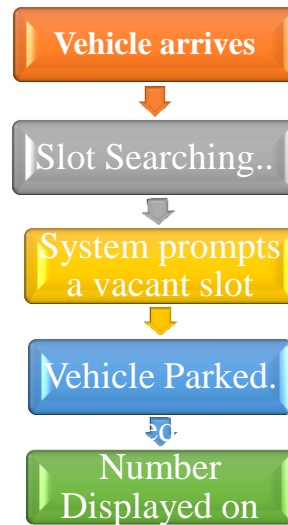 Vehicle arrives
Slot Searching..
System prompts
a vacant slot
Vehicle Parked.
Number
Displayed on